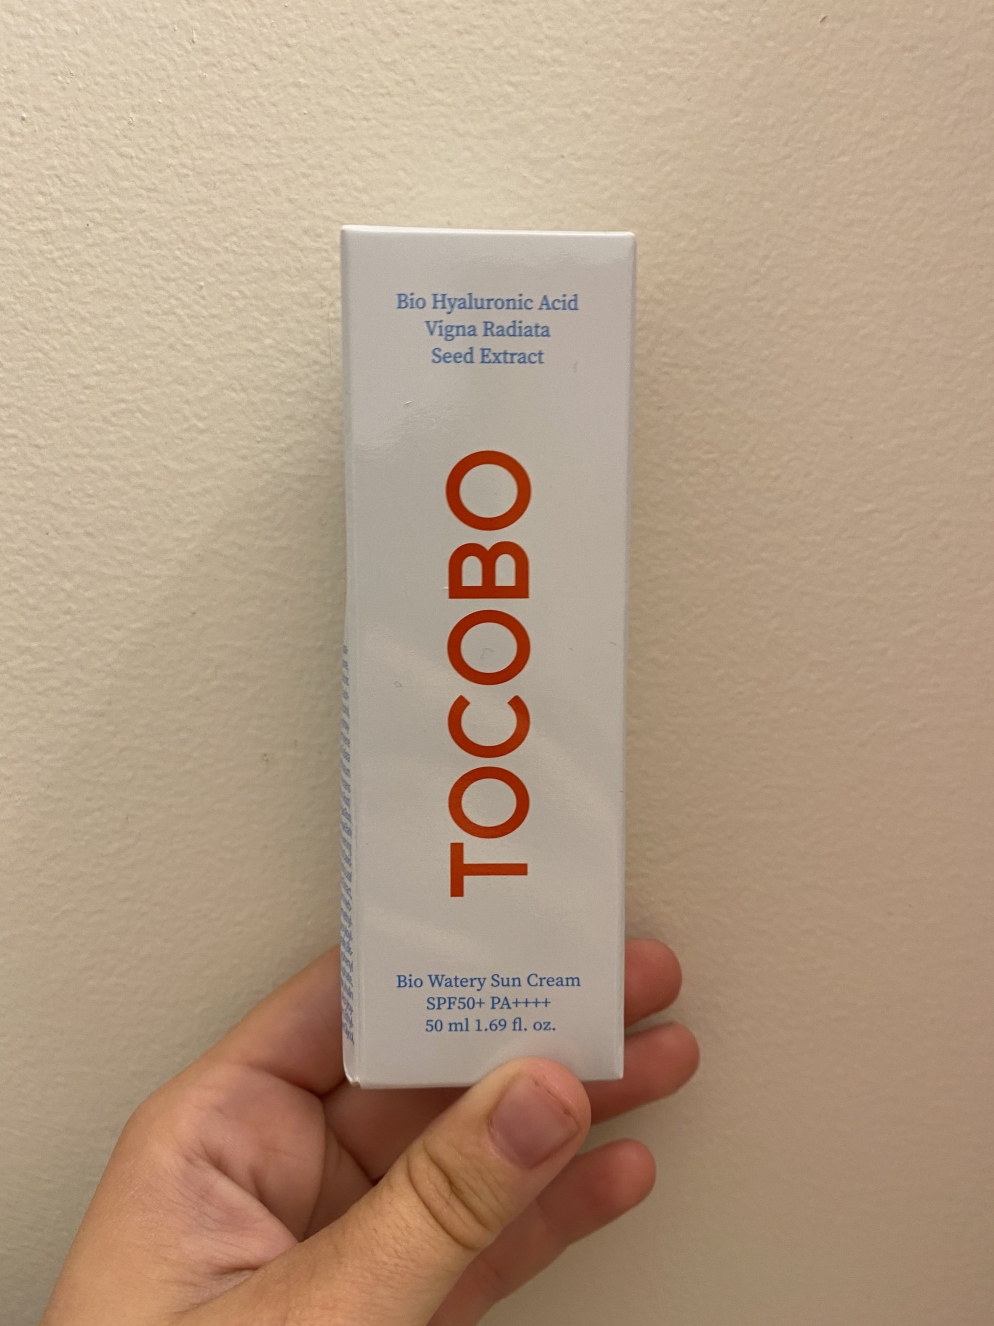 Bio Hyaluronic Acid
Vigna Radiata
Seed Extract
TOCOBO
Bio Watery Sun Cream
SPF50+ PA++++
50 ml 1.69 fl. oz.